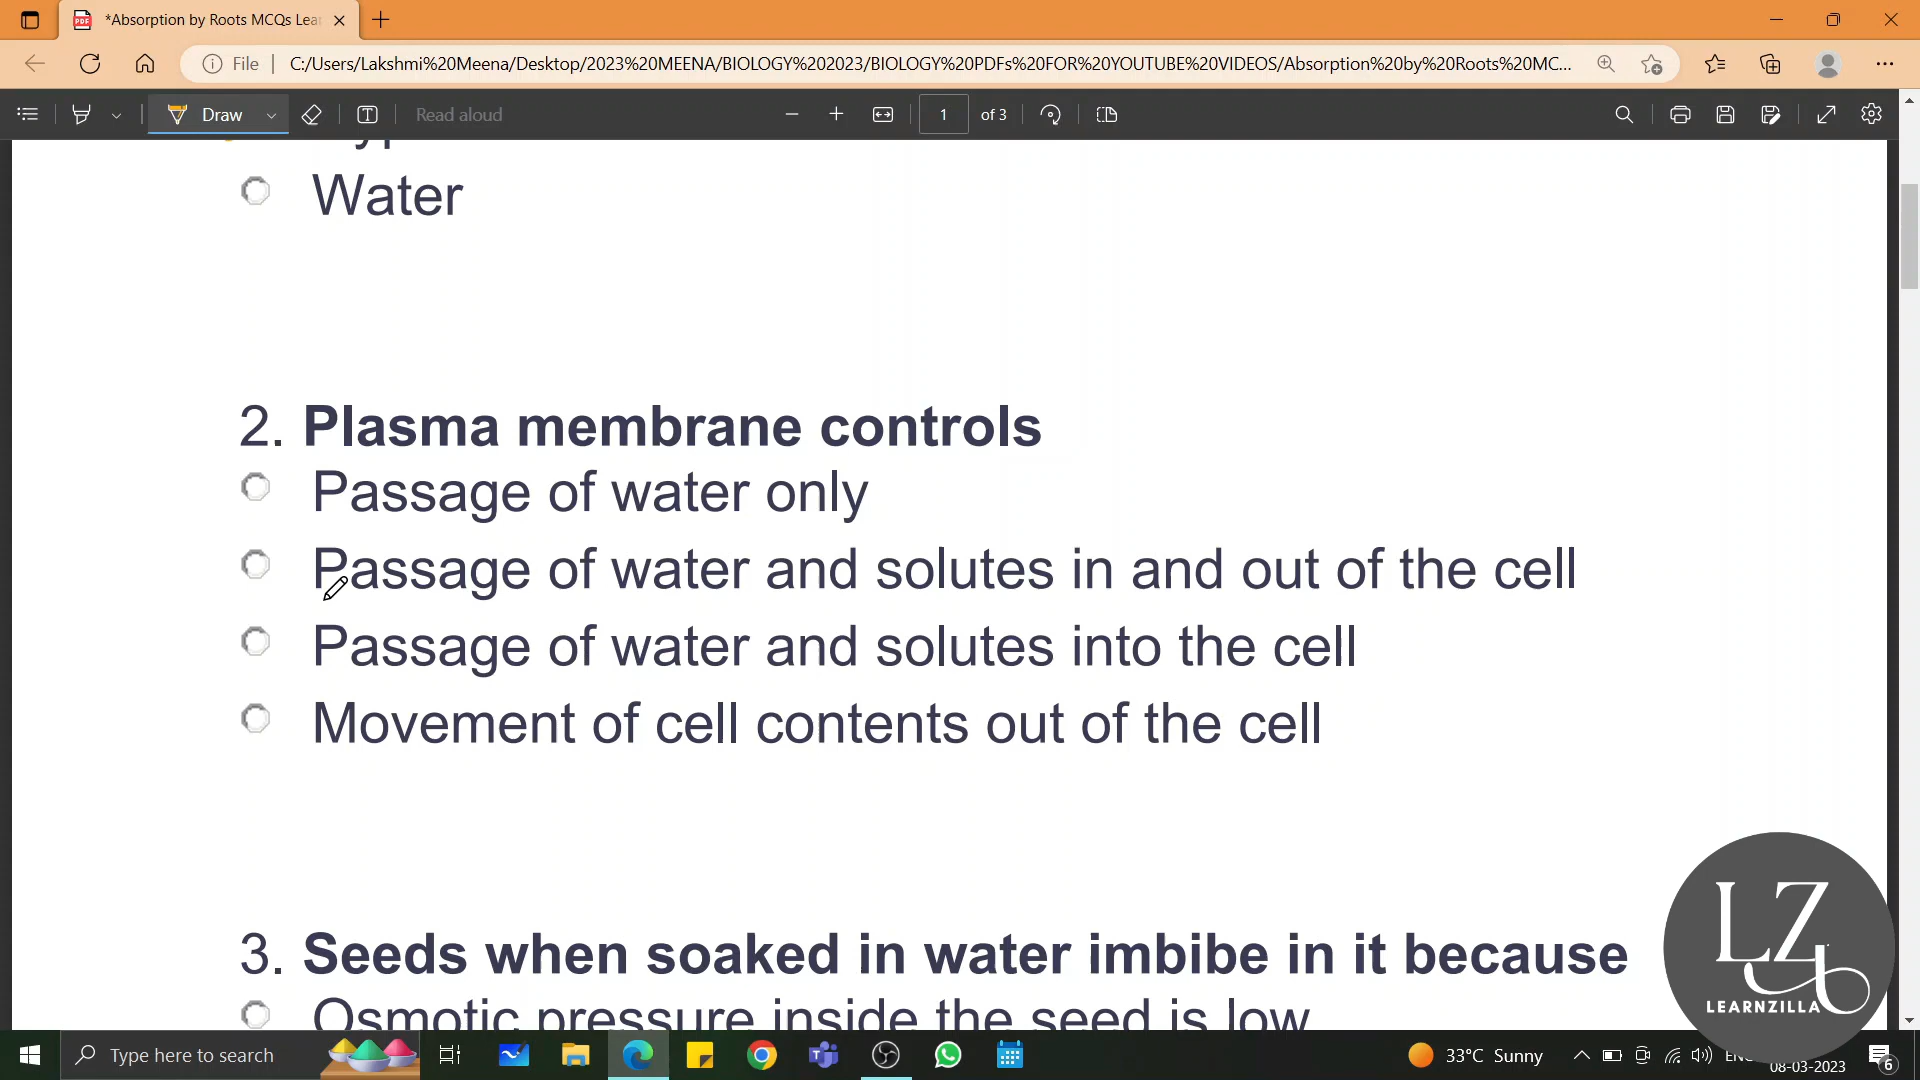 *Absorption by Roots MCQs Lea
File
C:/Users/Lakshmi%20Meena/Desktop/2023%20MEENA/BIOLOGY%202023/BIOLOGY%20PDFs%20FOR%20YOUTUBE%20VIDEOS/Absorption%20by%20Roots%20MC...
Draw
Read aloud
1 of 3
Water
2. Plasma membrane controls
Passage of water only
Passage of water and solutes in and out of the cell
Passage of water and solutes into the cell
Movement of cell contents out of the cell
3. Seeds when soaked in water imbibe in it because
Osmotic pressure inside the seed is low
LZ
LEARNZILLA
Type here to search
33°C Sunny
08-03-2023
6